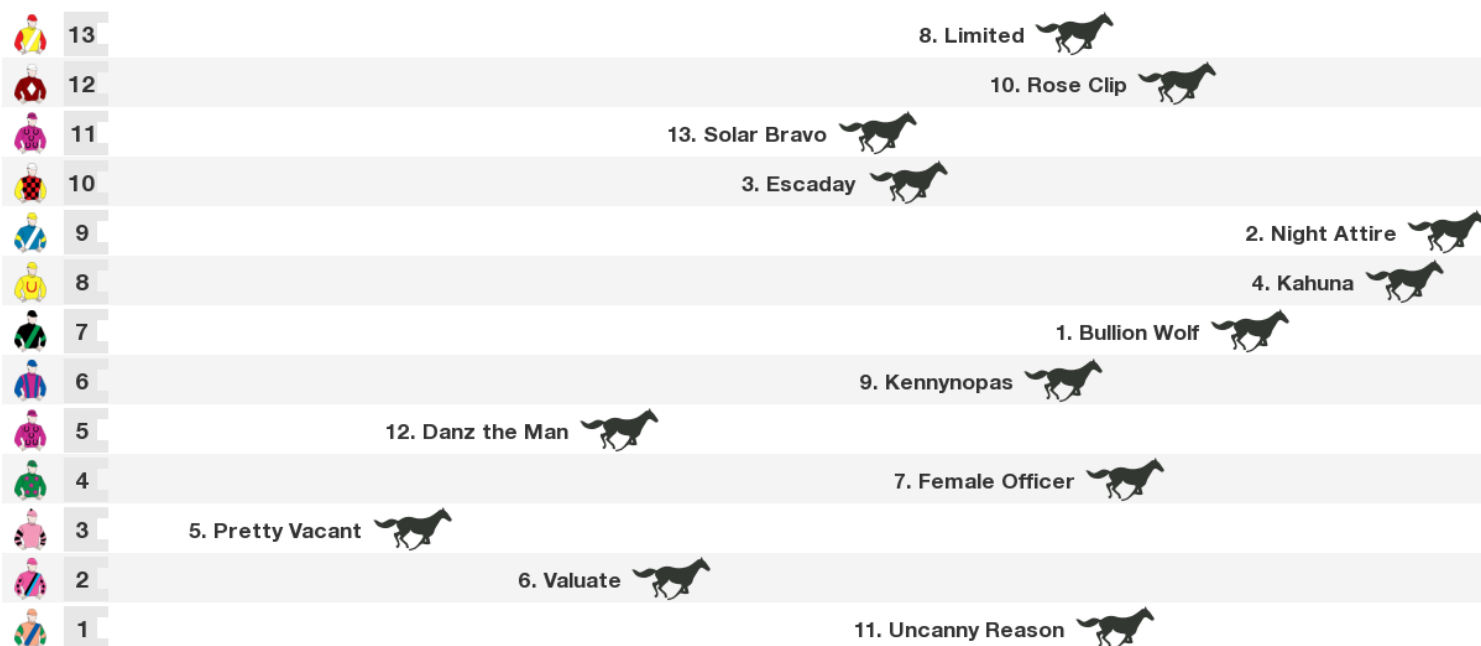 13 8. Limited
12 10. Rose Clip
11 13. Solar Bravo
10 3. Escaday
9 2. Night Attire
8 4. Kahuna
7 1. Bullion Wolf
6 9. Kennynopas
5 12. Danz the Man
4 7. Female Officer
3 5. Pretty Vacant
2 6. Valuate
1 11. Uncanny Reason